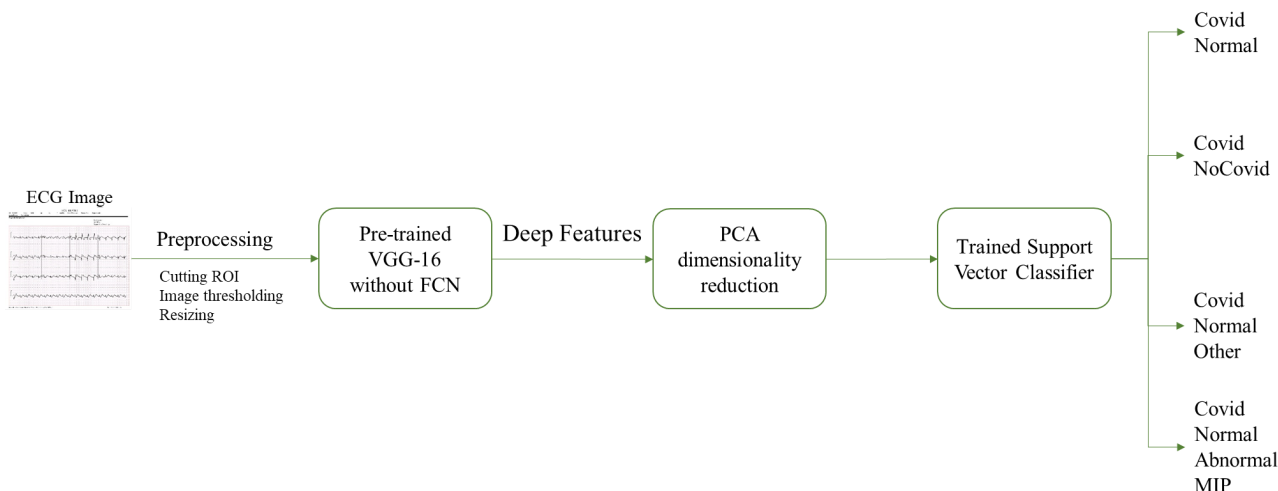 ECG Image
Preprocessing
Cutting ROI
Image thresholding
Resizing
Pre-trained
VGG-16
without FCN
Deep Features
PCA
dimensionality
reduction
Trained Support
Vector Classifier
Covid
Normal
Covid
NoCovid
Covid
Normal
Other
Covid
Normal
Abnormal
MIP